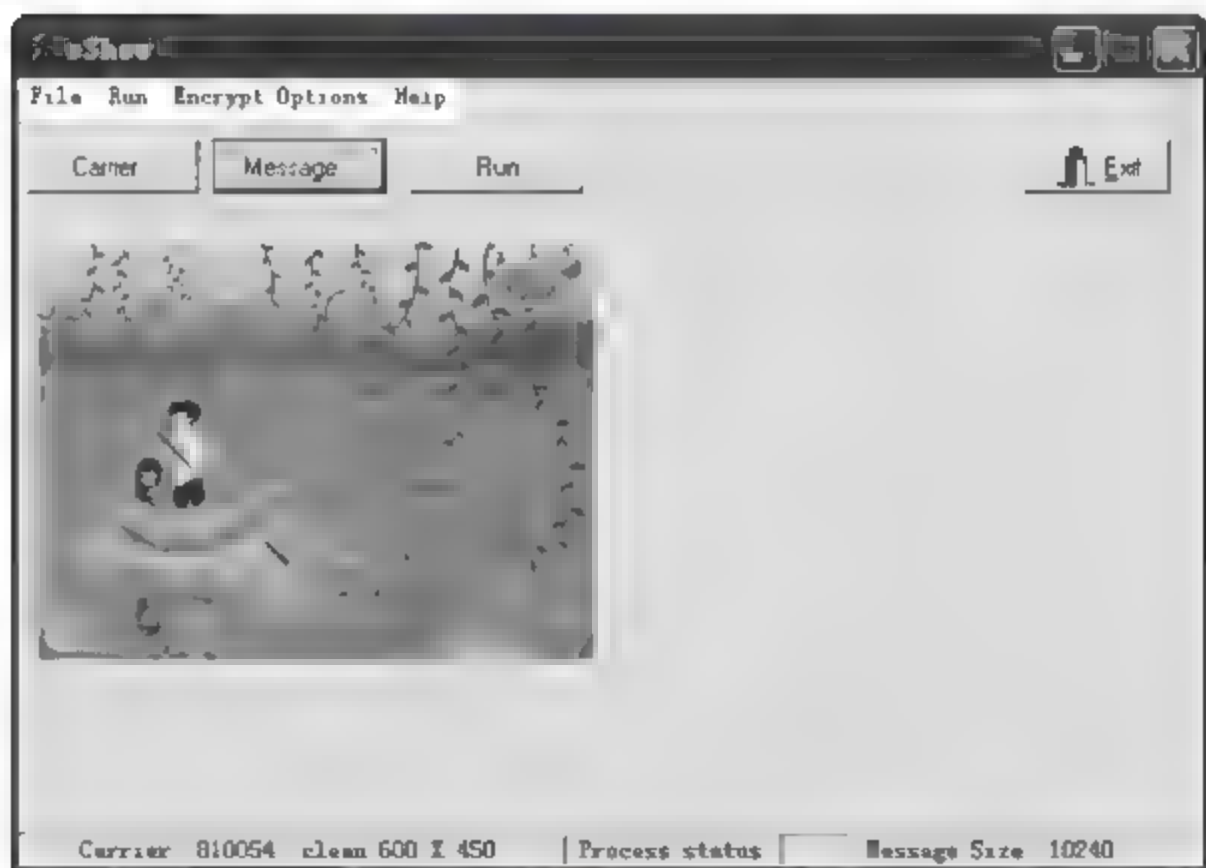 File Run Encrypt Options Help
Carrier Message Run Exit
Carrier 810054 clean 600 X 450 Process status Message Size 10240